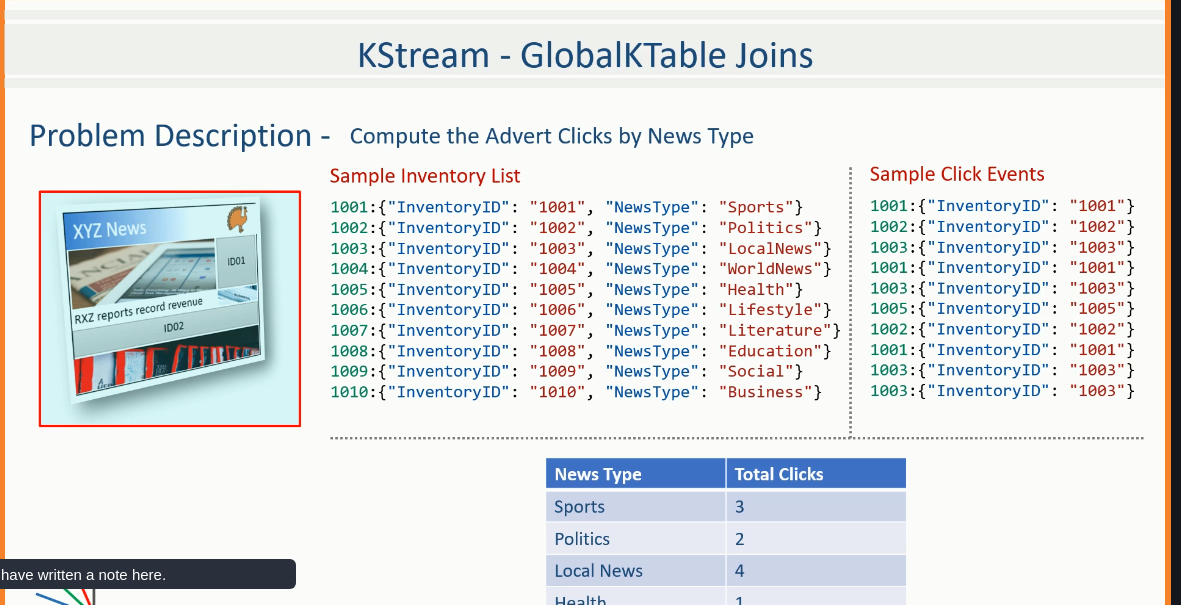 KStream - GlobalKTable Joins
Problem Description - Compute the Advert Clicks by News Type
Sample Inventory List
1001:{"InventoryID": "1001", "NewsType": "Sports"}
1002:{"InventoryID": "1002", "NewsType": "Politics"}
1003:{"InventoryID": "1003", "NewsType": "LocalNews"}
1004:{"InventoryID": "1004", "NewsType": "WorldNews"}
1005:{"InventoryID": "1005", "NewsType": "Health"}
1006:{"InventoryID": "1006", "NewsType": "Lifestyle"}
1007:{"InventoryID": "1007", "NewsType": "Literature"}
1008:{"InventoryID": "1008", "NewsType": "Education"}
1009:{"InventoryID": "1009", "NewsType": "Social"}
1010:{"InventoryID": "1010", "NewsType": "Business"}
Sample Click Events
1001:{"InventoryID": "1001"}
1002:{"InventoryID": "1002"}
1003:{"InventoryID": "1003"}
1001:{"InventoryID": "1001"}
1003:{"InventoryID": "1003"}
1005:{"InventoryID": "1005"}
1002:{"InventoryID": "1002"}
1001:{"InventoryID": "1001"}
1003:{"InventoryID": "1003"}
1003:{"InventoryID": "1003"}
XYZ News
ID01
RXZ reports record revenue
ID02
News Type Total Clicks
Sports 3
Politics 2
Local News 4
Health 1
have written a note here.